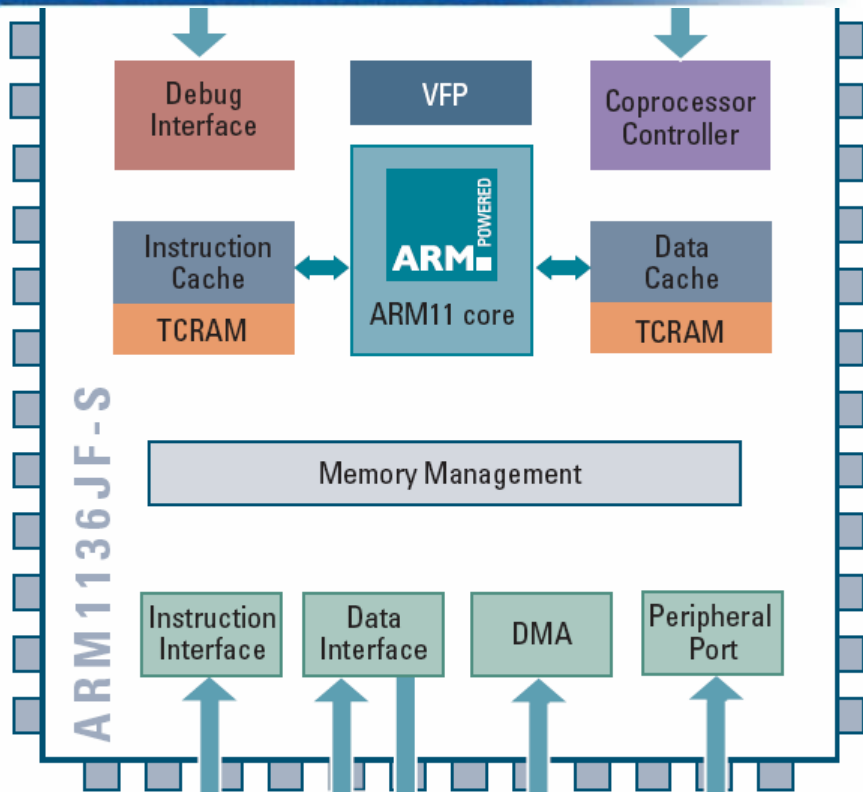 Debug
Interface
VFP
Coprocessor
Controller
Instruction
Cache
TCRAM
ARM
POWERED
ARM11 core
Data
Cache
TCRAM
ARM1136JF-S
Memory Management
Instruction
Interface
Data
Interface
DMA
Peripheral
Port